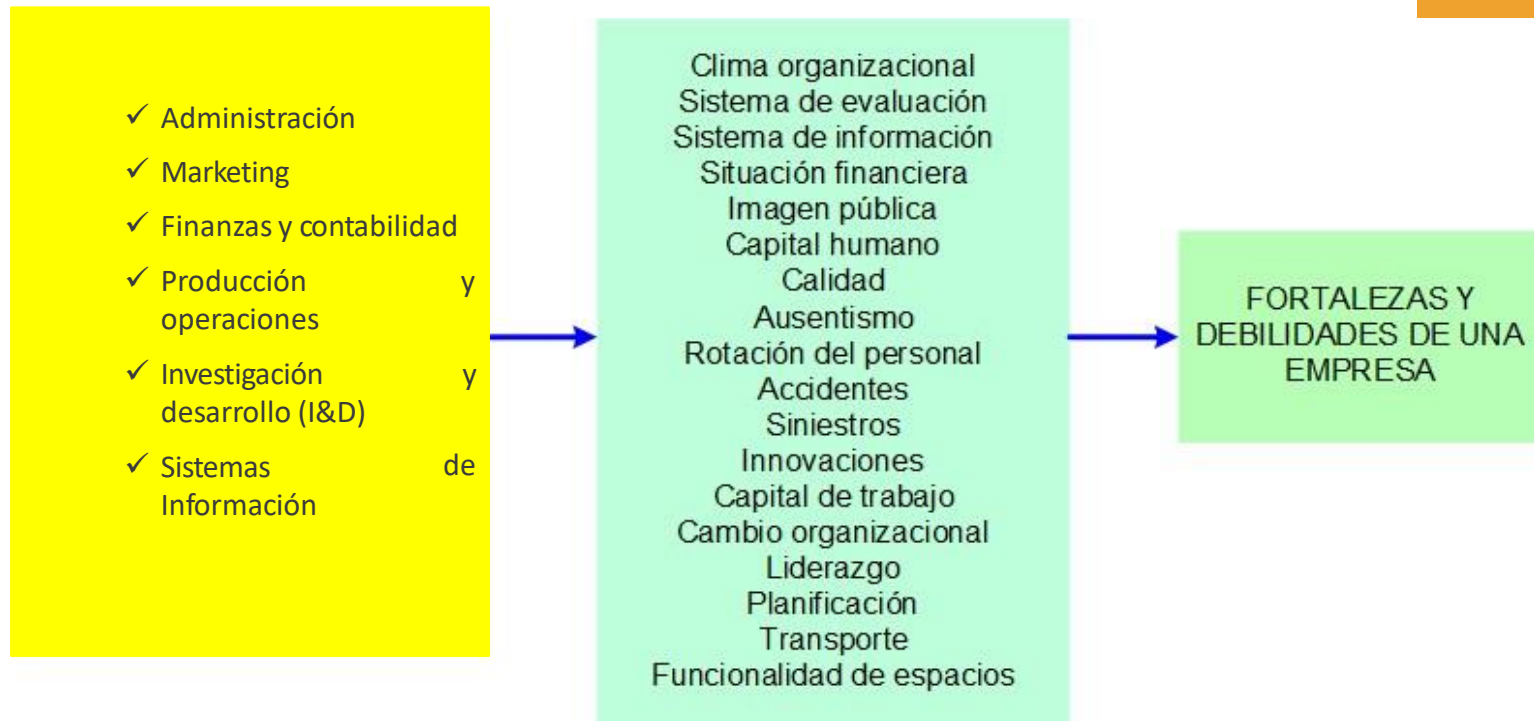 ✓ Administración
✓ Marketing
✓ Finanzas y contabilidad
✓ Producción y
operaciones
✓ Investigación y
desarrollo (I&D)
✓ Sistemas de
Información
Clima organizacional
Sistema de evaluación
Sistema de información
Situación financiera
Imagen pública
Capital humano
Calidad
Ausentismo
Rotación del personal
Accidentes
Siniestros
Innovaciones
Capital de trabajo
Cambio organizacional
Liderazgo
Planificación
Transporte
Funcionalidad de espacios
FORTALEZAS Y
DEBILIDADES DE UNA
EMPRESA